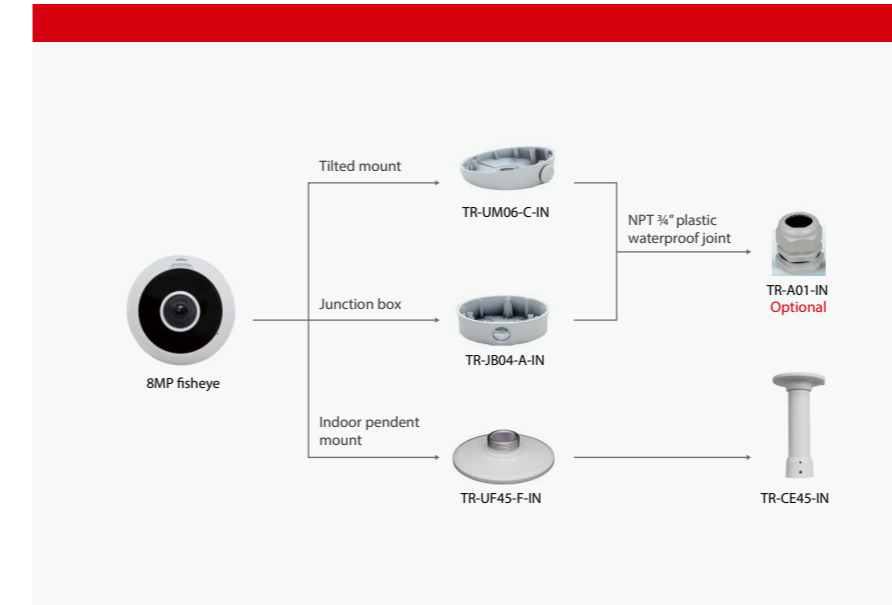 Tilted mount
TR-UM06-C-IN
NPT ¾” plastic
waterproof joint
TR-A01-IN
Optional
8MP fisheye
Junction box
TR-JB04-A-IN
Indoor pendent
mount
TR-UF45-F-IN
TR-CE45-IN